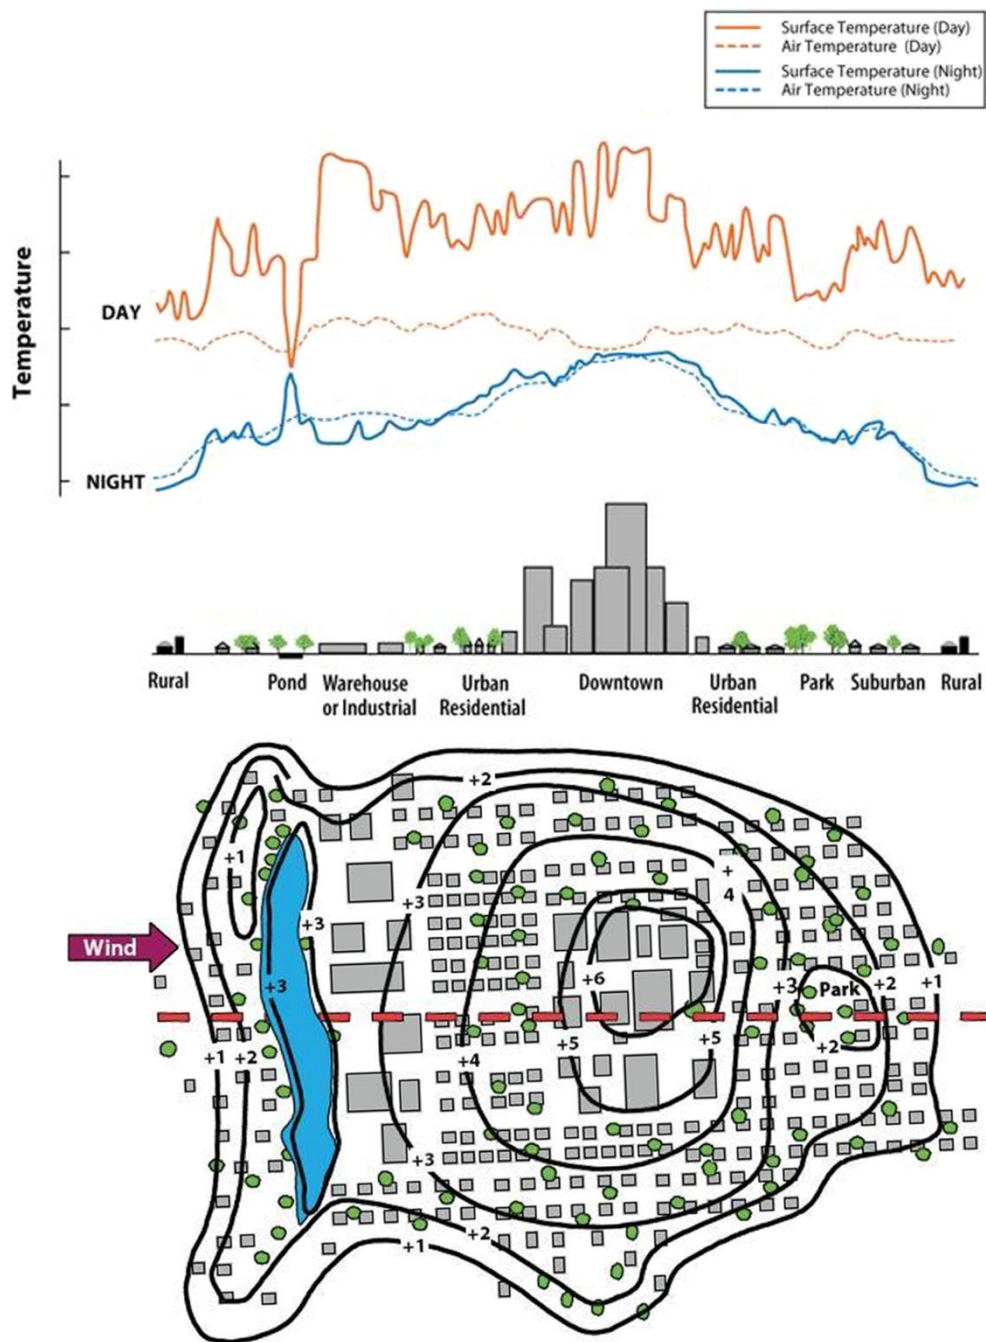 Surface Temperature (Day)
Air Temperature (Day)
Surface Temperature (Night)
Air Temperature (Night)
Temperature
DAY
NIGHT
Rural
Pond
Warehouse
or Industrial
Urban
Residential
Downtown
Urban
Residential
Park
Suburban
Rural
+2
+1
+
4
+3
+3
Wind
+3
+6
+3
Park
+2
+1
+1
+2
+4
+5
+5
+2
+3
+2
+1